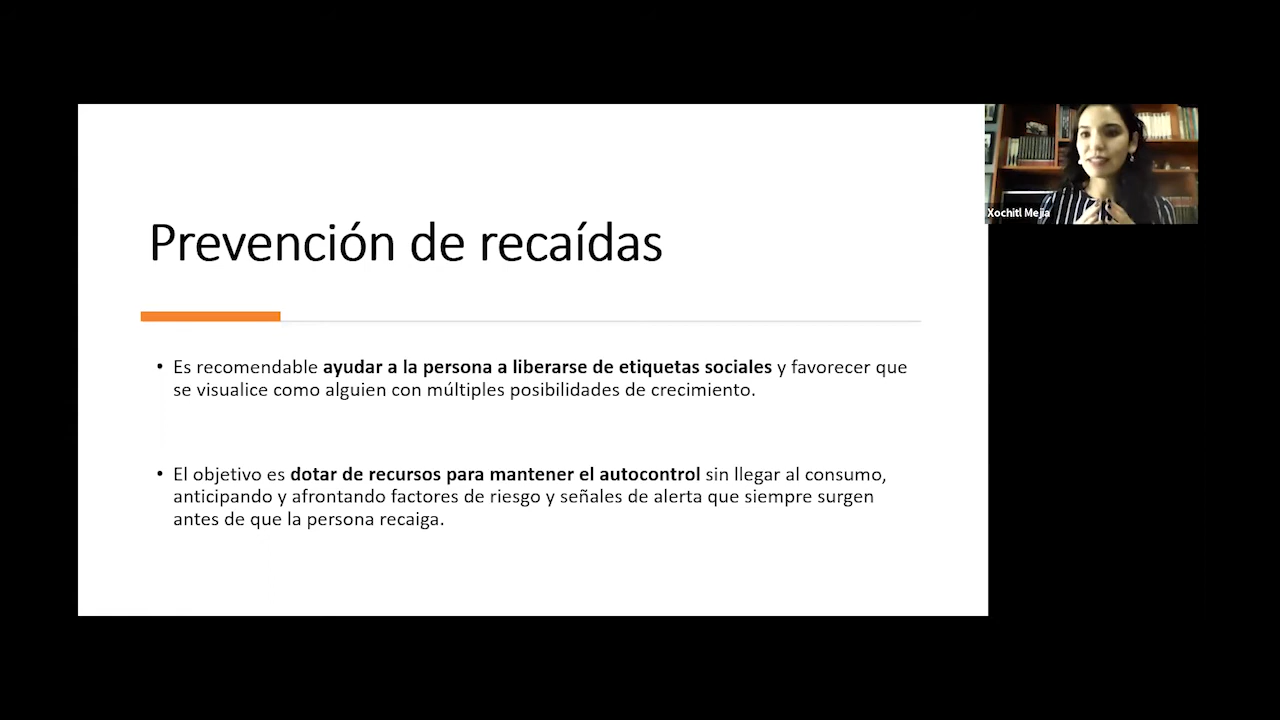 Prevención de recaídas
Xochitl Mejía
• Es recomendable ayudar a la persona a liberarse de etiquetas sociales y favorecer que
se visualice como alguien con múltiples posibilidades de crecimiento.
• El objetivo es dotar de recursos para mantener el autocontrol sin llegar al consumo,
anticipando y afrontando factores de riesgo y señales de alerta que siempre surgen
antes de que la persona recaiga.